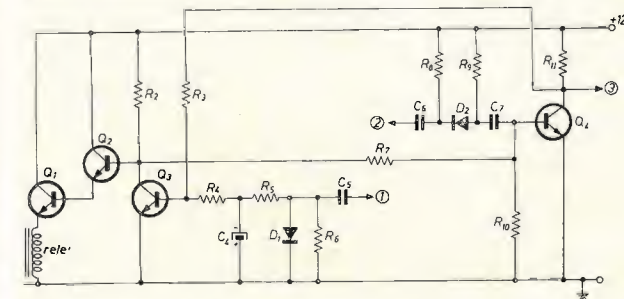 +12
R2
R3
R8
R9
R11
③
②
C6
D2
C7
Q4
Q2
R7
Q1
Q3
R4
R5
C5
①
C4
D1
R6
R10
rele'